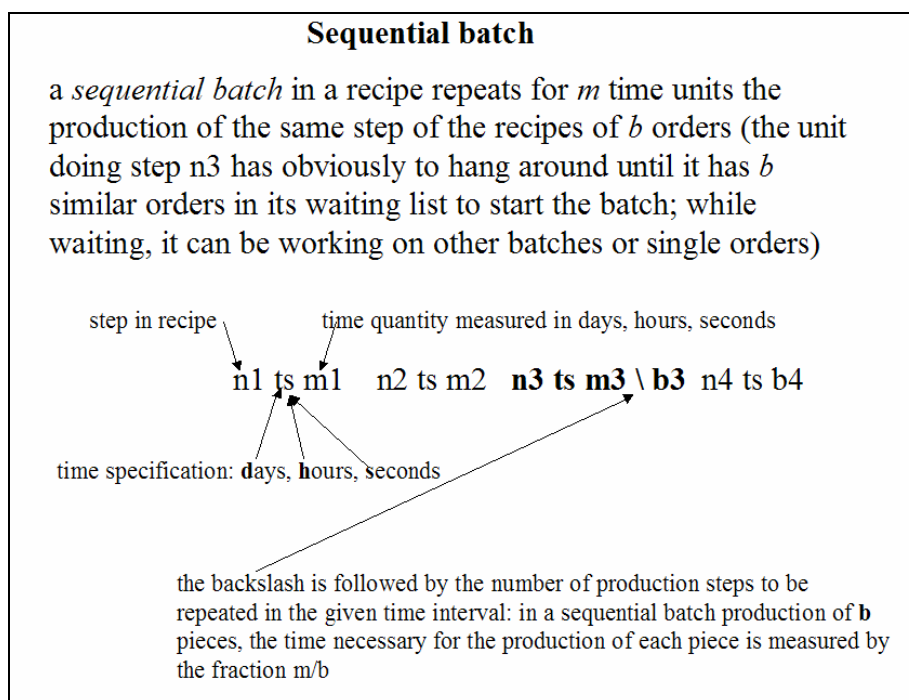 Sequential batch
a sequential batch in a recipe repeats for m time units the
production of the same step of the recipes of b orders (the unit
doing step n3 has obviously to hang around until it has b
similar orders in its waiting list to start the batch; while
waiting, it can be working on other batches or single orders)
step in recipe time quantity measured in days, hours, seconds
n1 ts m1 n2 ts m2 n3 ts m3 \ b3 n4 ts b4
time specification: days, hours, seconds
the backslash is followed by the number of production steps to be
repeated in the given time interval: in a sequential batch production of b
pieces, the time necessary for the production of each piece is measured by
the fraction m/b